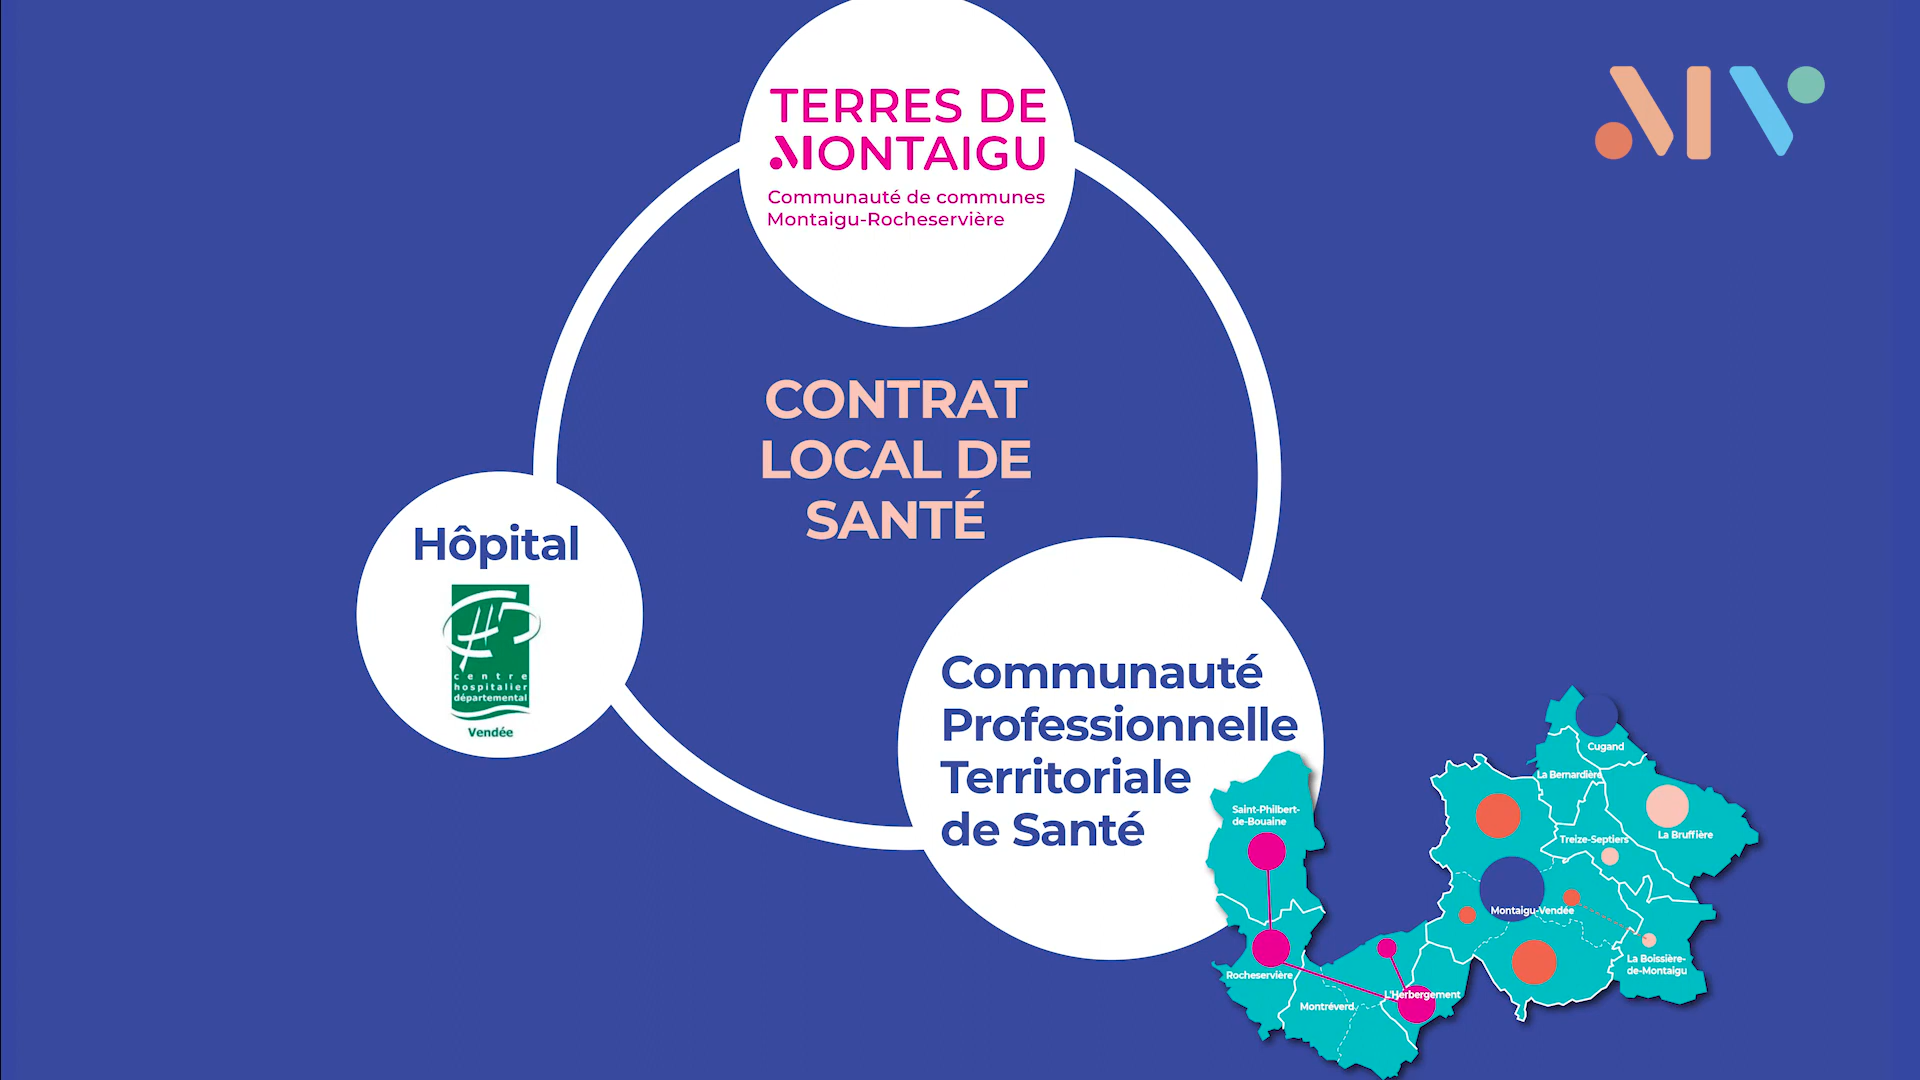 TERRES DE
MONTAIGU
Communauté de communes
Montaigu-Rocheservière
MV
CONTRAT
LOCAL DE
SANTÉ
Hôpital
centre
hospitalier
départemental
Vendée
Communauté
Professionnelle
Territoriale
de Santé
Cugand
La Bernardière
La Bruffière
Treize-Septiers
Montaigu-Vendée
La Boissière-
de-Montaigu
Saint-Philbert-
de-Bouaine
Rocheservière
L'Herbergement
Montréverd